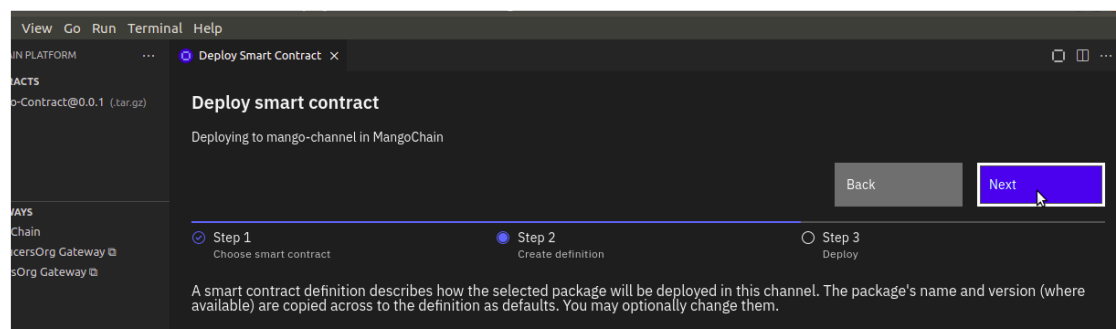 View Go Run Terminal Help
IN PLATFORM ...
Deploy Smart Contract ×
...
ACTS
o-Contract@0.0.1 (.tar.gz)
Deploy smart contract
Deploying to mango-channel in MangoChain
Back
Next
WAYS
Chain
cersOrg Gateway
sOrg Gateway
Step 1
Choose smart contract
Step 2
Create definition
Step 3
Deploy
A smart contract definition describes how the selected package will be deployed in this channel. The package's name and version (where
available) are copied across to the definition as defaults. You may optionally change them.